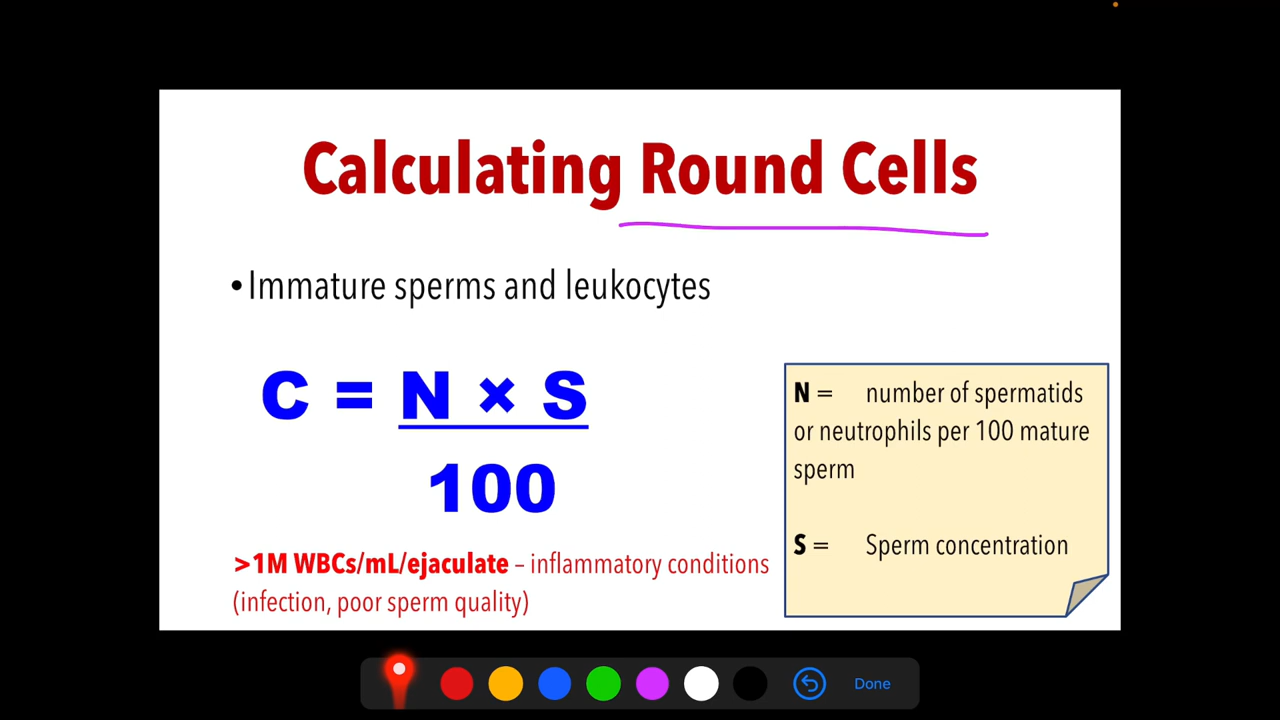 Calculating Round Cells
• Immature sperms and leukocytes
C = N × S
100
>1M WBCs/mL/ejaculate – inflammatory conditions
(infection, poor sperm quality)
N = number of spermatids
or neutrophils per 100 mature
sperm
S = Sperm concentration
Done